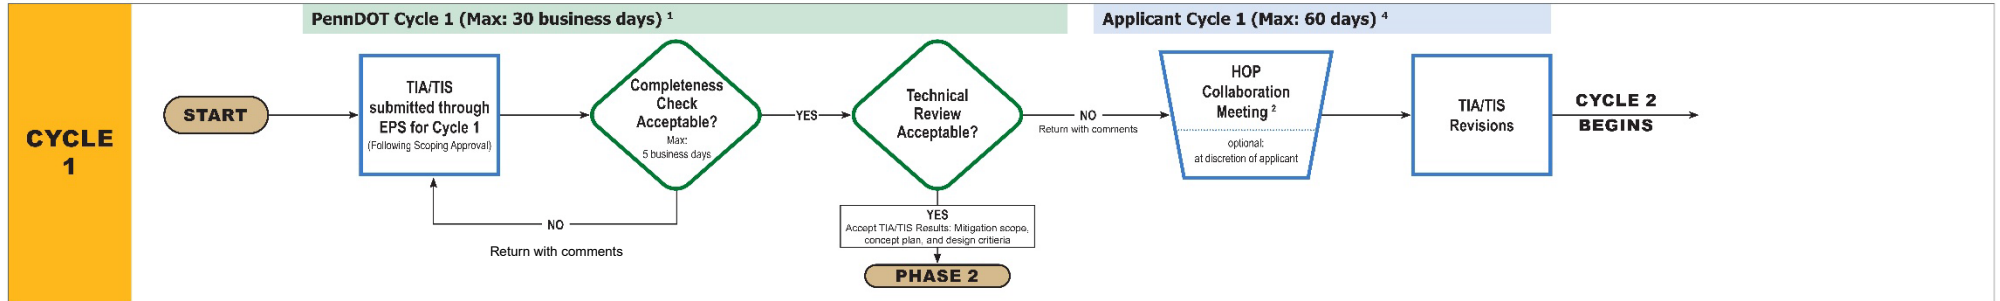 PennDOT Cycle 1 (Max: 30 business days) 1
Applicant Cycle 1 (Max: 60 days) 4
CYCLE
1
START
TIA/TIS
submitted through
EPS for Cycle 1
(Following Scoping Approval)
Completeness
Check
Acceptable?
Max:
5 business days
NO
Return with comments
YES
Technical
Review
Acceptable?
YES
Accept TIA/TIS Results: Mitigation scope,
concept plan, and design critieria
PHASE 2
NO
Return with comments
HOP
Collaboration
Meeting 2
optional:
at discretion of applicant
TIA/TIS
Revisions
CYCLE 2
BEGINS